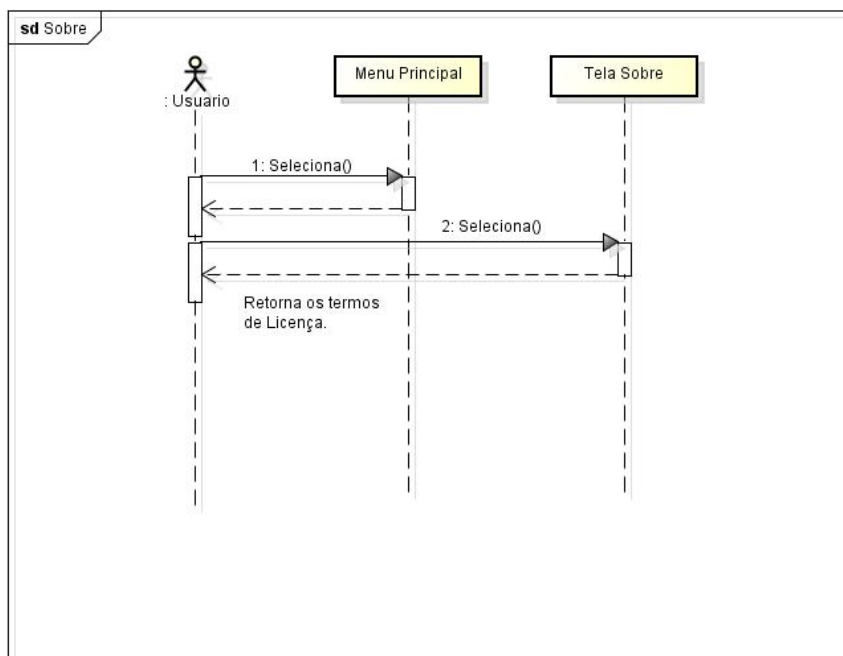 sd Sobre
Menu Principal
Tela Sobre
: Usuario
1: Seleciona()
2: Seleciona()
Retorna os termos
de Licença.